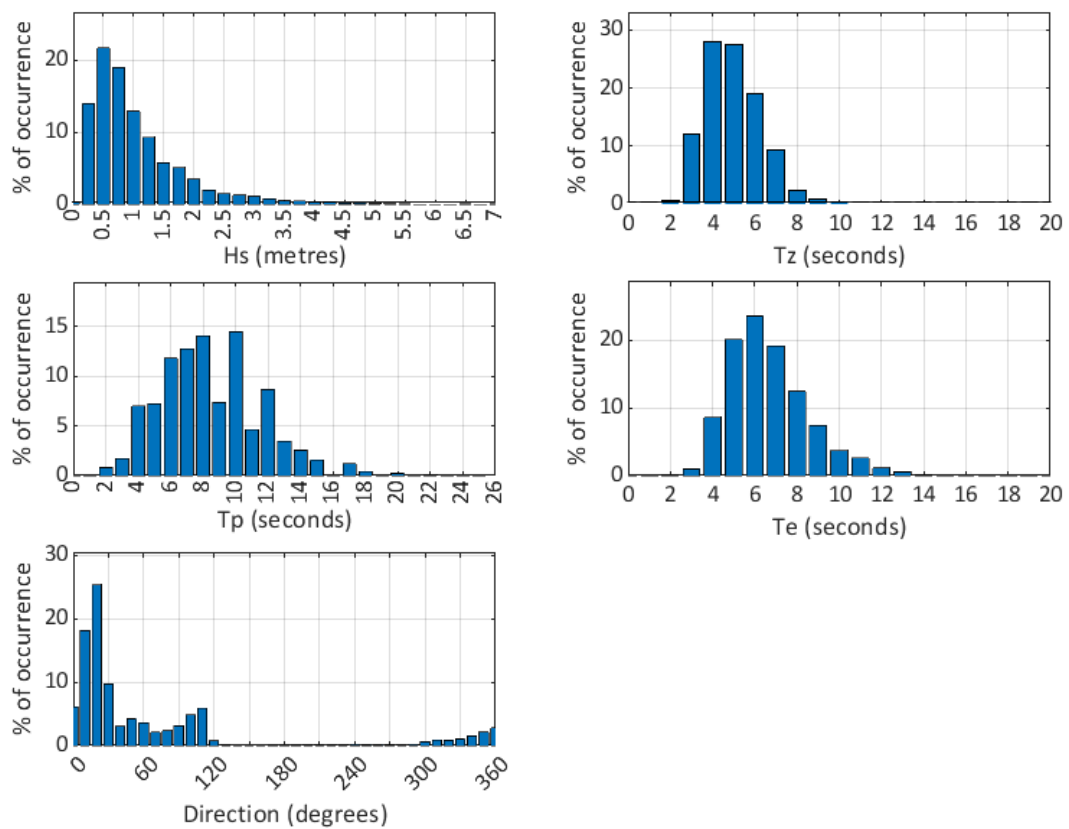 % of occurrence
20
10
0
0 0.5 1 1.5 2 2.5 3 3.5 4 4.5 5 5.5 6 6.5 7
Hs (metres)
% of occurrence
30
20
10
0
0 2 4 6 8 10 12 14 16 18 20
Tz (seconds)
% of occurrence
15
10
5
0
0 2 4 6 8 10 12 14 16 18 20 22 24 26
Tp (seconds)
% of occurrence
20
10
0
0 2 4 6 8 10 12 14 16 18 20
Te (seconds)
% of occurrence
30
20
10
0
0 60 120 180 240 300 360
Direction (degrees)